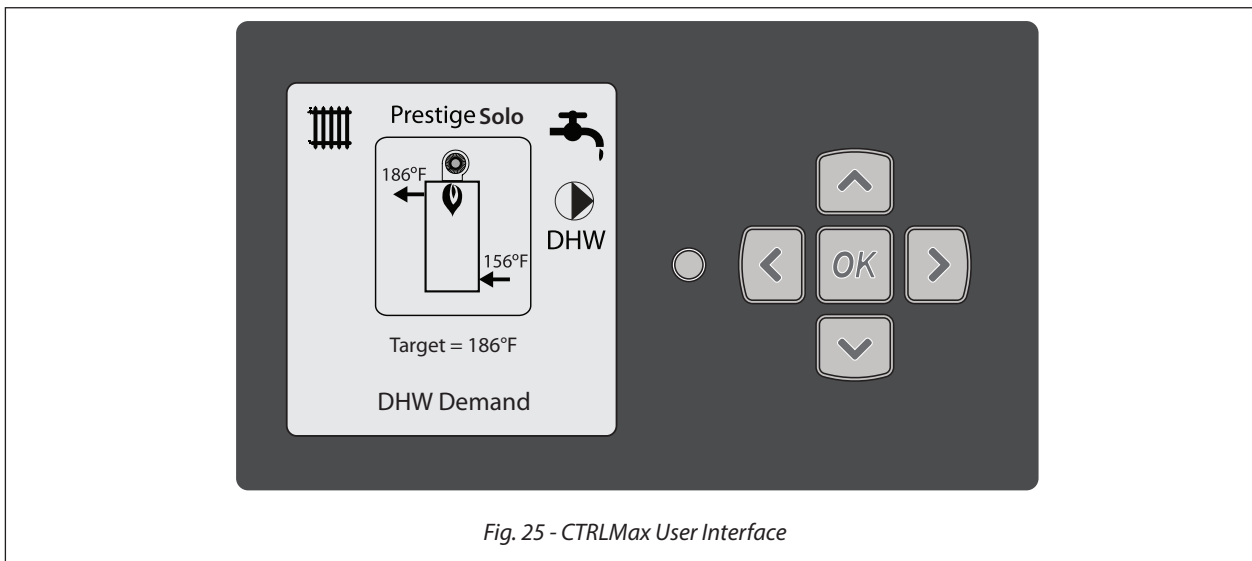 Prestige Solo
186°F
DHW
156°F
Target = 186°F
DHW Demand
OK
Fig. 25 - CTRLMax User Interface